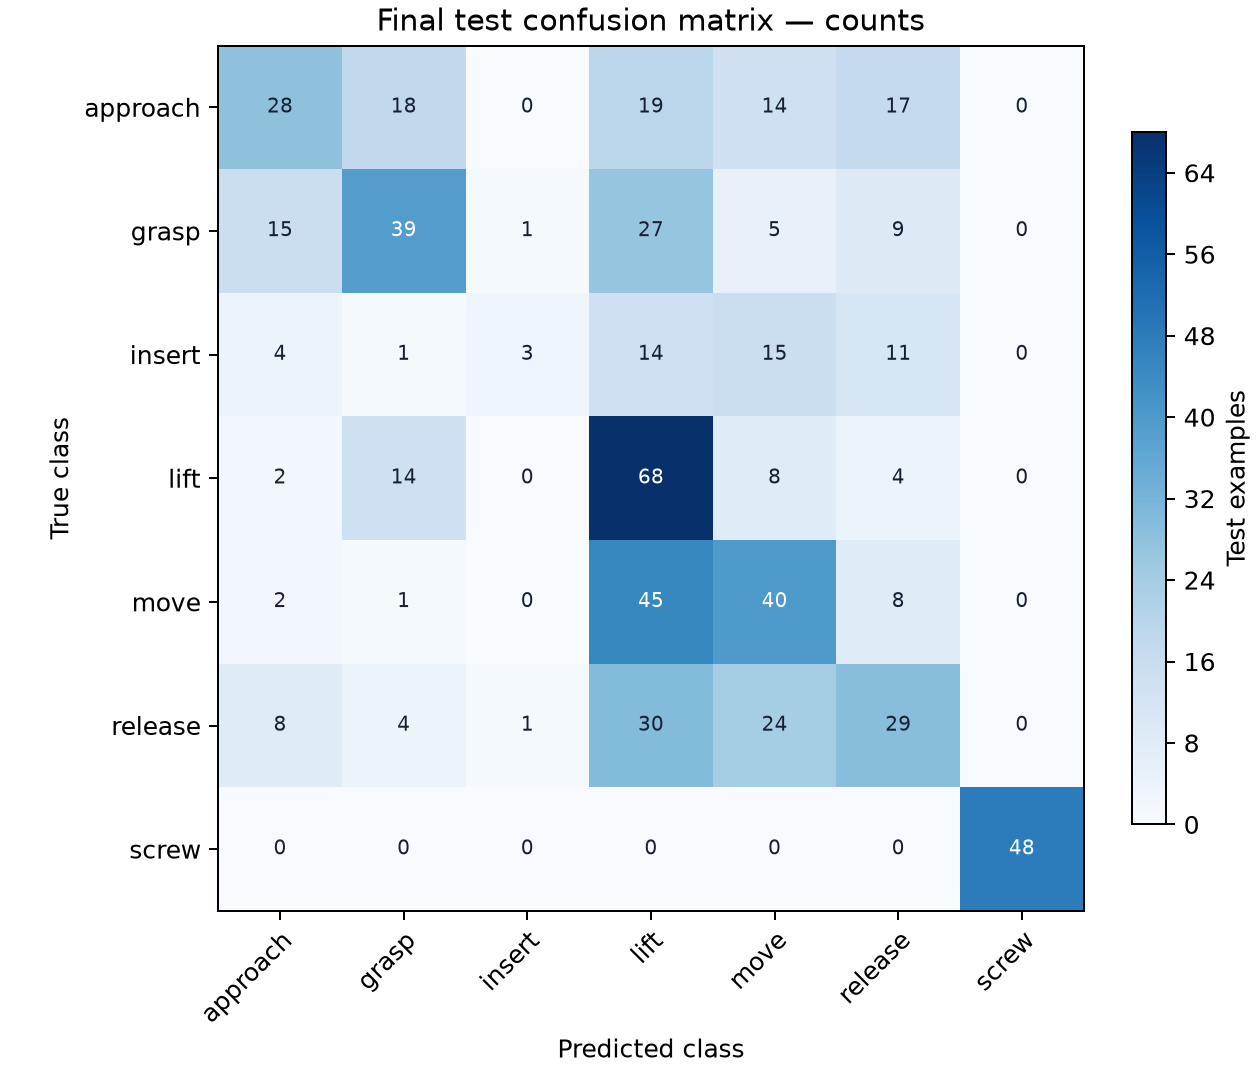 Final test confusion matrix — counts
approach 28 18 0 19 14 17 0
grasp 15 39 1 27 5 9 0
insert 4 1 3 14 15 11 0
lift 2 14 0 68 8 4 0
move 2 1 0 45 40 8 0
release 8 4 1 30 24 29 0
screw 0 0 0 0 0 0 48
True class
approach grasp insert lift move release screw
Predicted class
64
56
48
40
32
24
16
8
0
Test examples